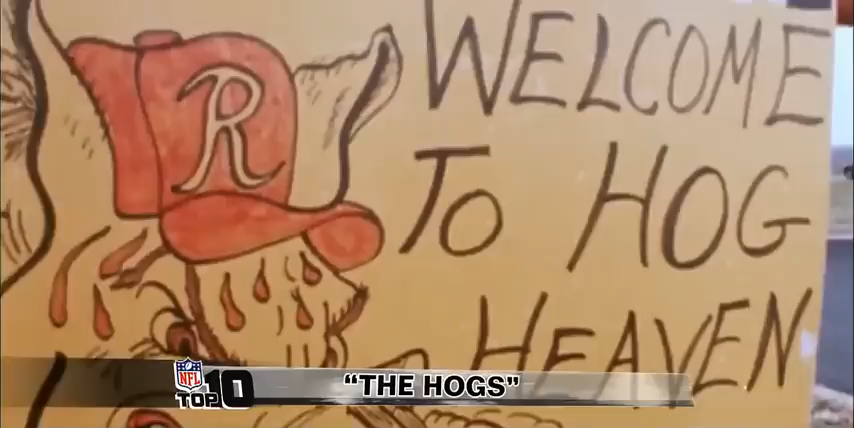 R
WELCOME
TO HOG
HEAVEN
NFL
TOP 10
"THE HOGS"